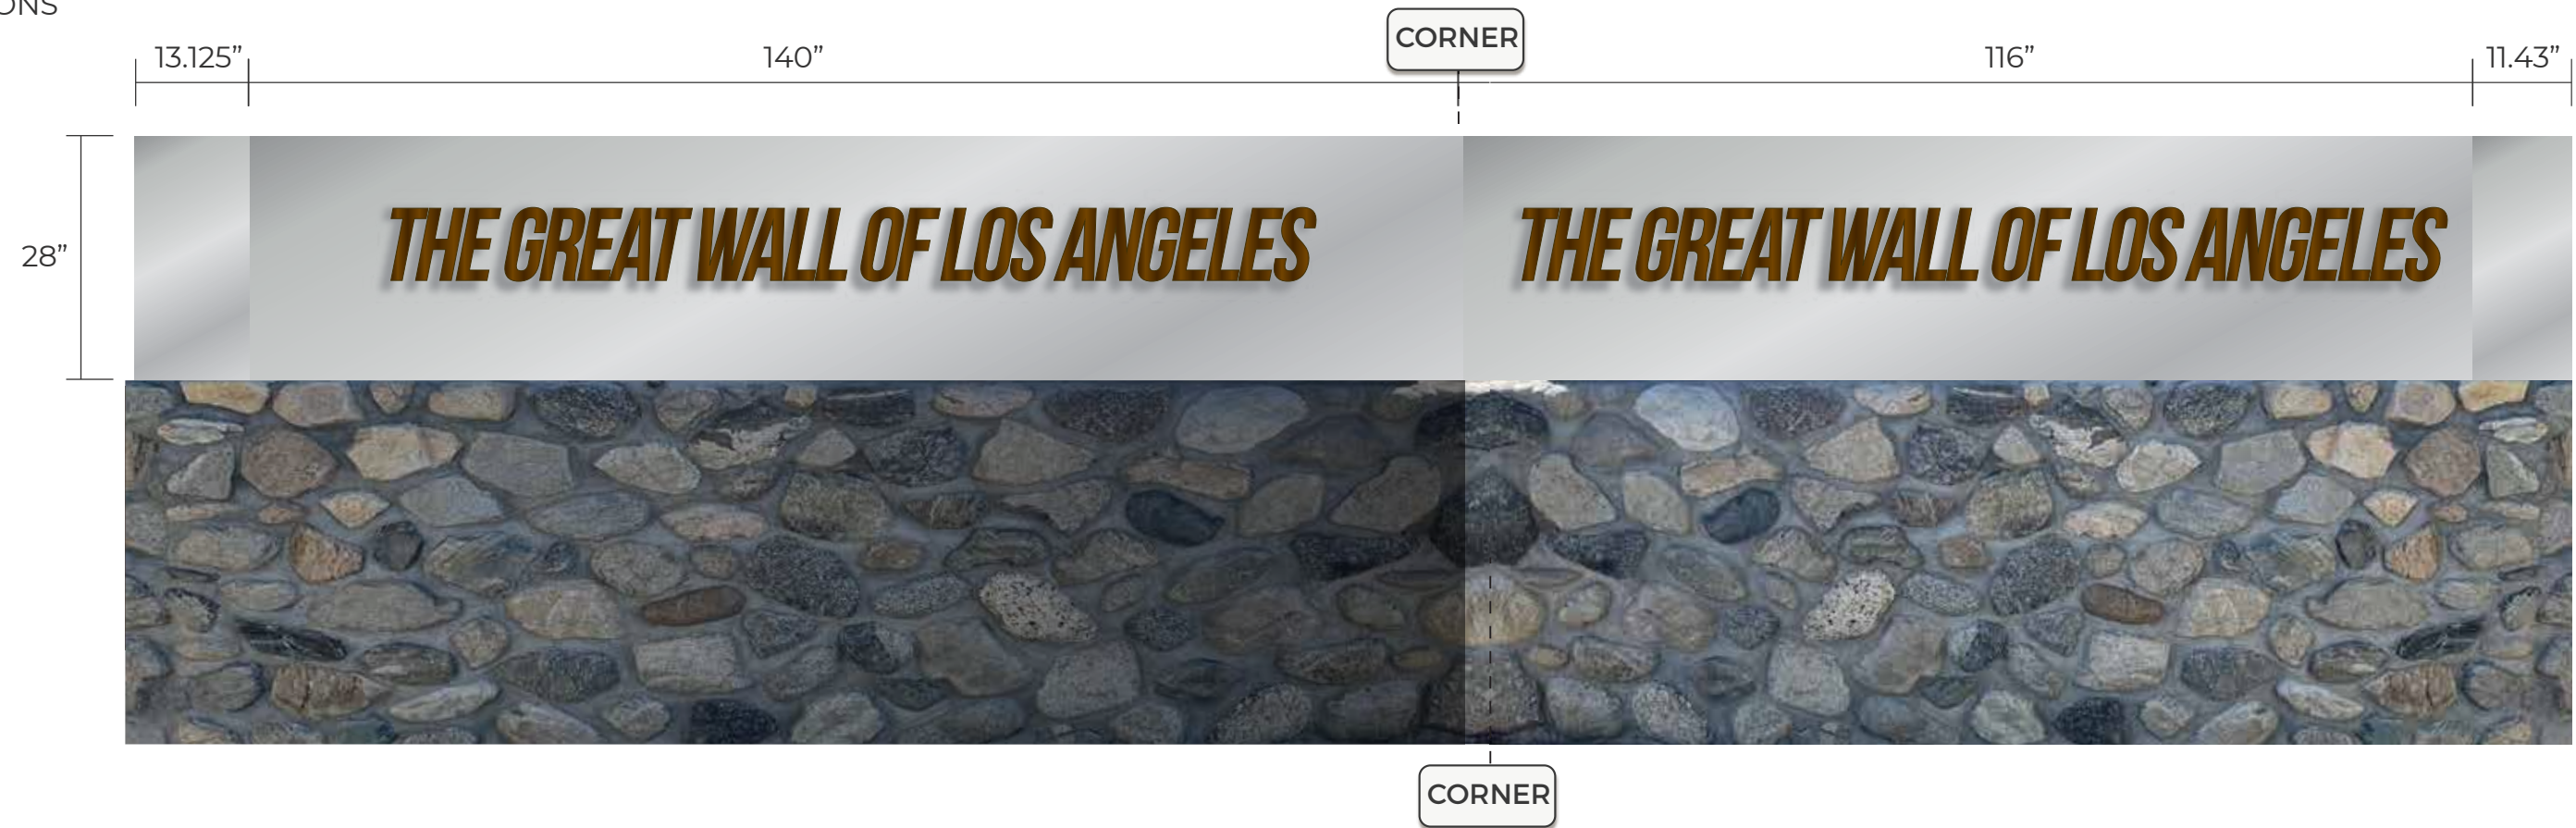 ONS
CORNER
13.125”
140”
116”
11.43”
28”
THE GREAT WALL OF LOS ANGELES
THE GREAT WALL OF LOS ANGELES
CORNER